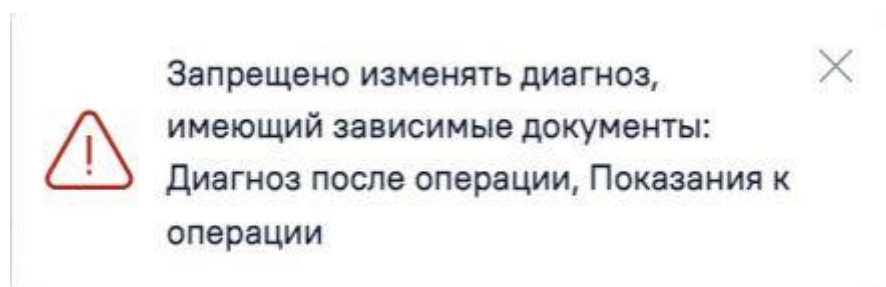 Запрещено изменять диагноз,
имеющий зависимые документы:
Диагноз после операции, Показания к
операции